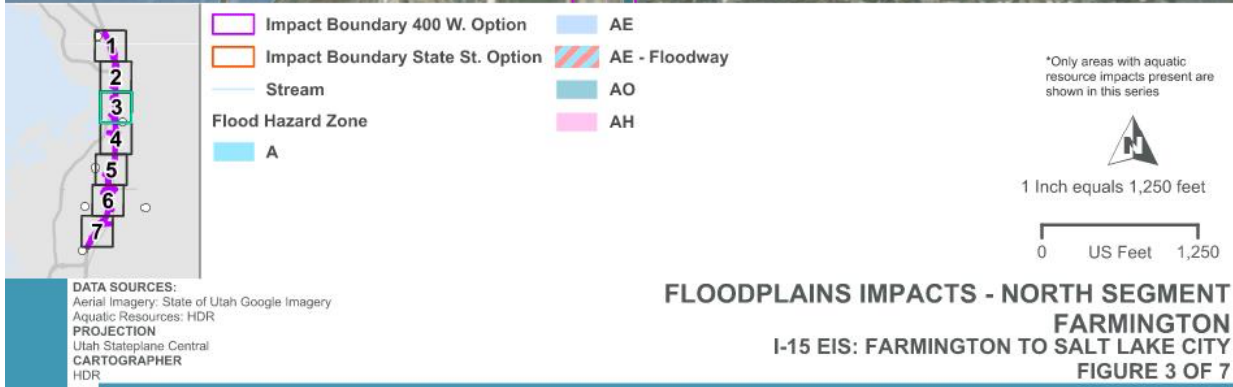 1
2
3
4
5
6
7
Impact Boundary 400 W. Option
Impact Boundary State St. Option
Stream
Flood Hazard Zone
A
AE
AE - Floodway
AO
AH
*Only areas with aquatic
resource impacts present are
shown in this series
N
1 Inch equals 1,250 feet
0 US Feet 1,250
DATA SOURCES:
Aerial Imagery: State of Utah Google Imagery
Aquatic Resources: HDR
PROJECTION
Utah Stateplane Central
CARTOGRAPHER
HDR
FLOODPLAINS IMPACTS - NORTH SEGMENT
FARMINGTON
I-15 EIS: FARMINGTON TO SALT LAKE CITY
FIGURE 3 OF 7